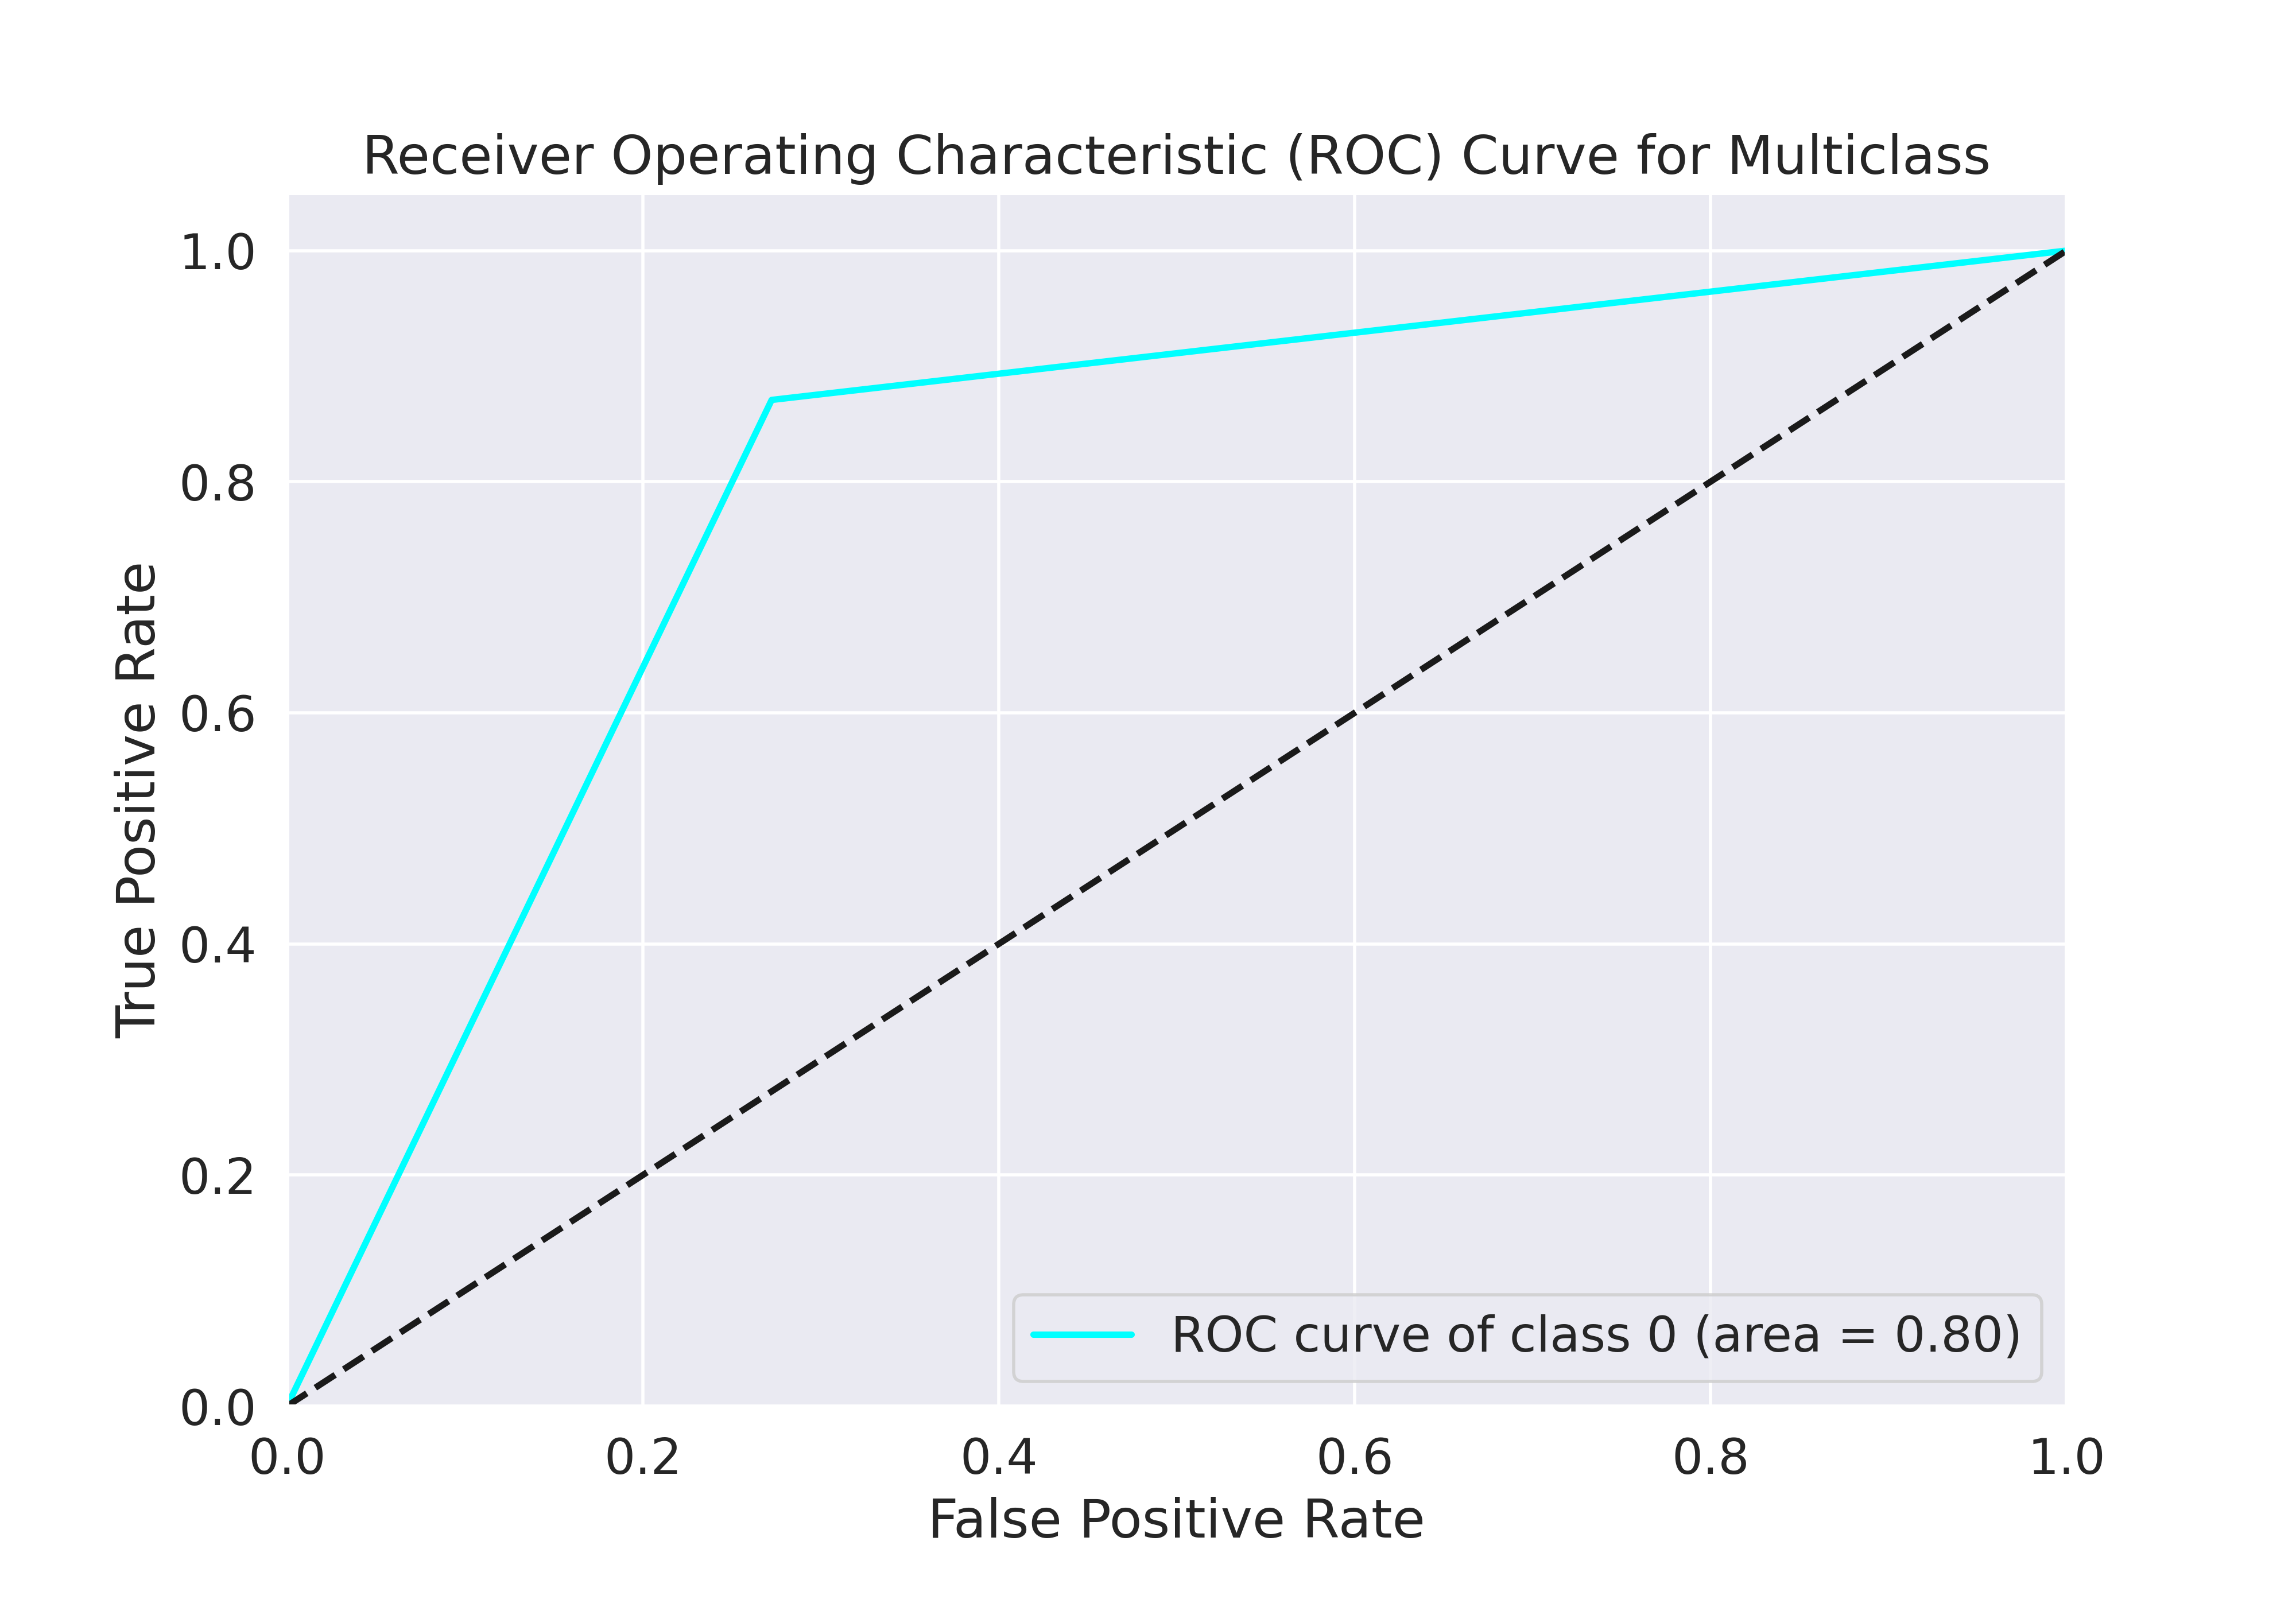 Receiver Operating Characteristic (ROC) Curve for Multiclass
1.0
0.8
0.6
0.4
0.2
0.0
True Positive Rate
ROC curve of class 0 (area = 0.80)
0.0 0.2 0.4 0.6 0.8 1.0
False Positive Rate